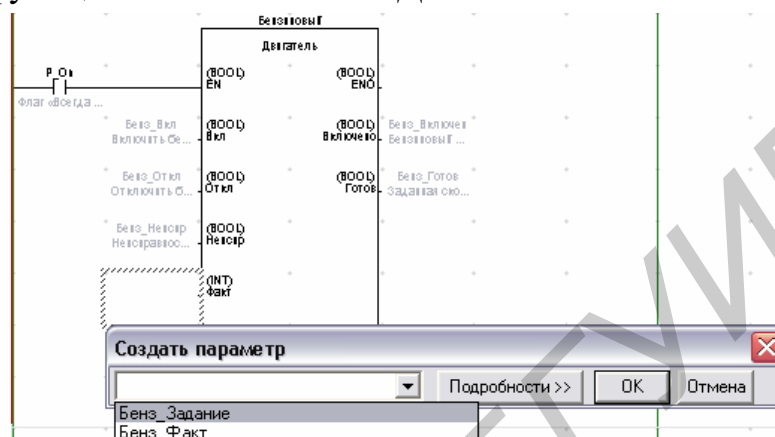 Бензиновый
Двигатель
P_On
(BOOL) (BOOL)
EN ENO
Флаг «Всегда ...
Бенз_Вкл (BOOL) (BOOL) Бенз_Включен
Включить бе... Вкл Включено Бензиновый ...
Бенз_Откл (BOOL) (BOOL) Бенз_Готов
Отключить б... Откл Готов Заданная ско...
Бенз_Неиспр (BOOL)
Неисправнос... Неиспр
(INT)
Факт
Создать параметр
Подробности >> OK Отмена
Бенз_Задание
Бенз_Факт